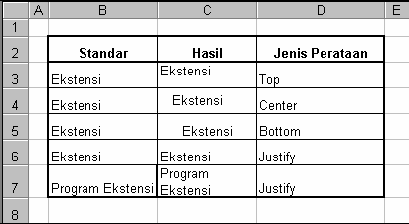 A B C D E
1
2 Standar Hasil Jenis Perataan
3 Ekstensi Ekstensi Top
4 Ekstensi Ekstensi Center
5 Ekstensi Ekstensi Bottom
6 Ekstensi Ekstensi Justify
7 Program Ekstensi Program Ekstensi Justify
8